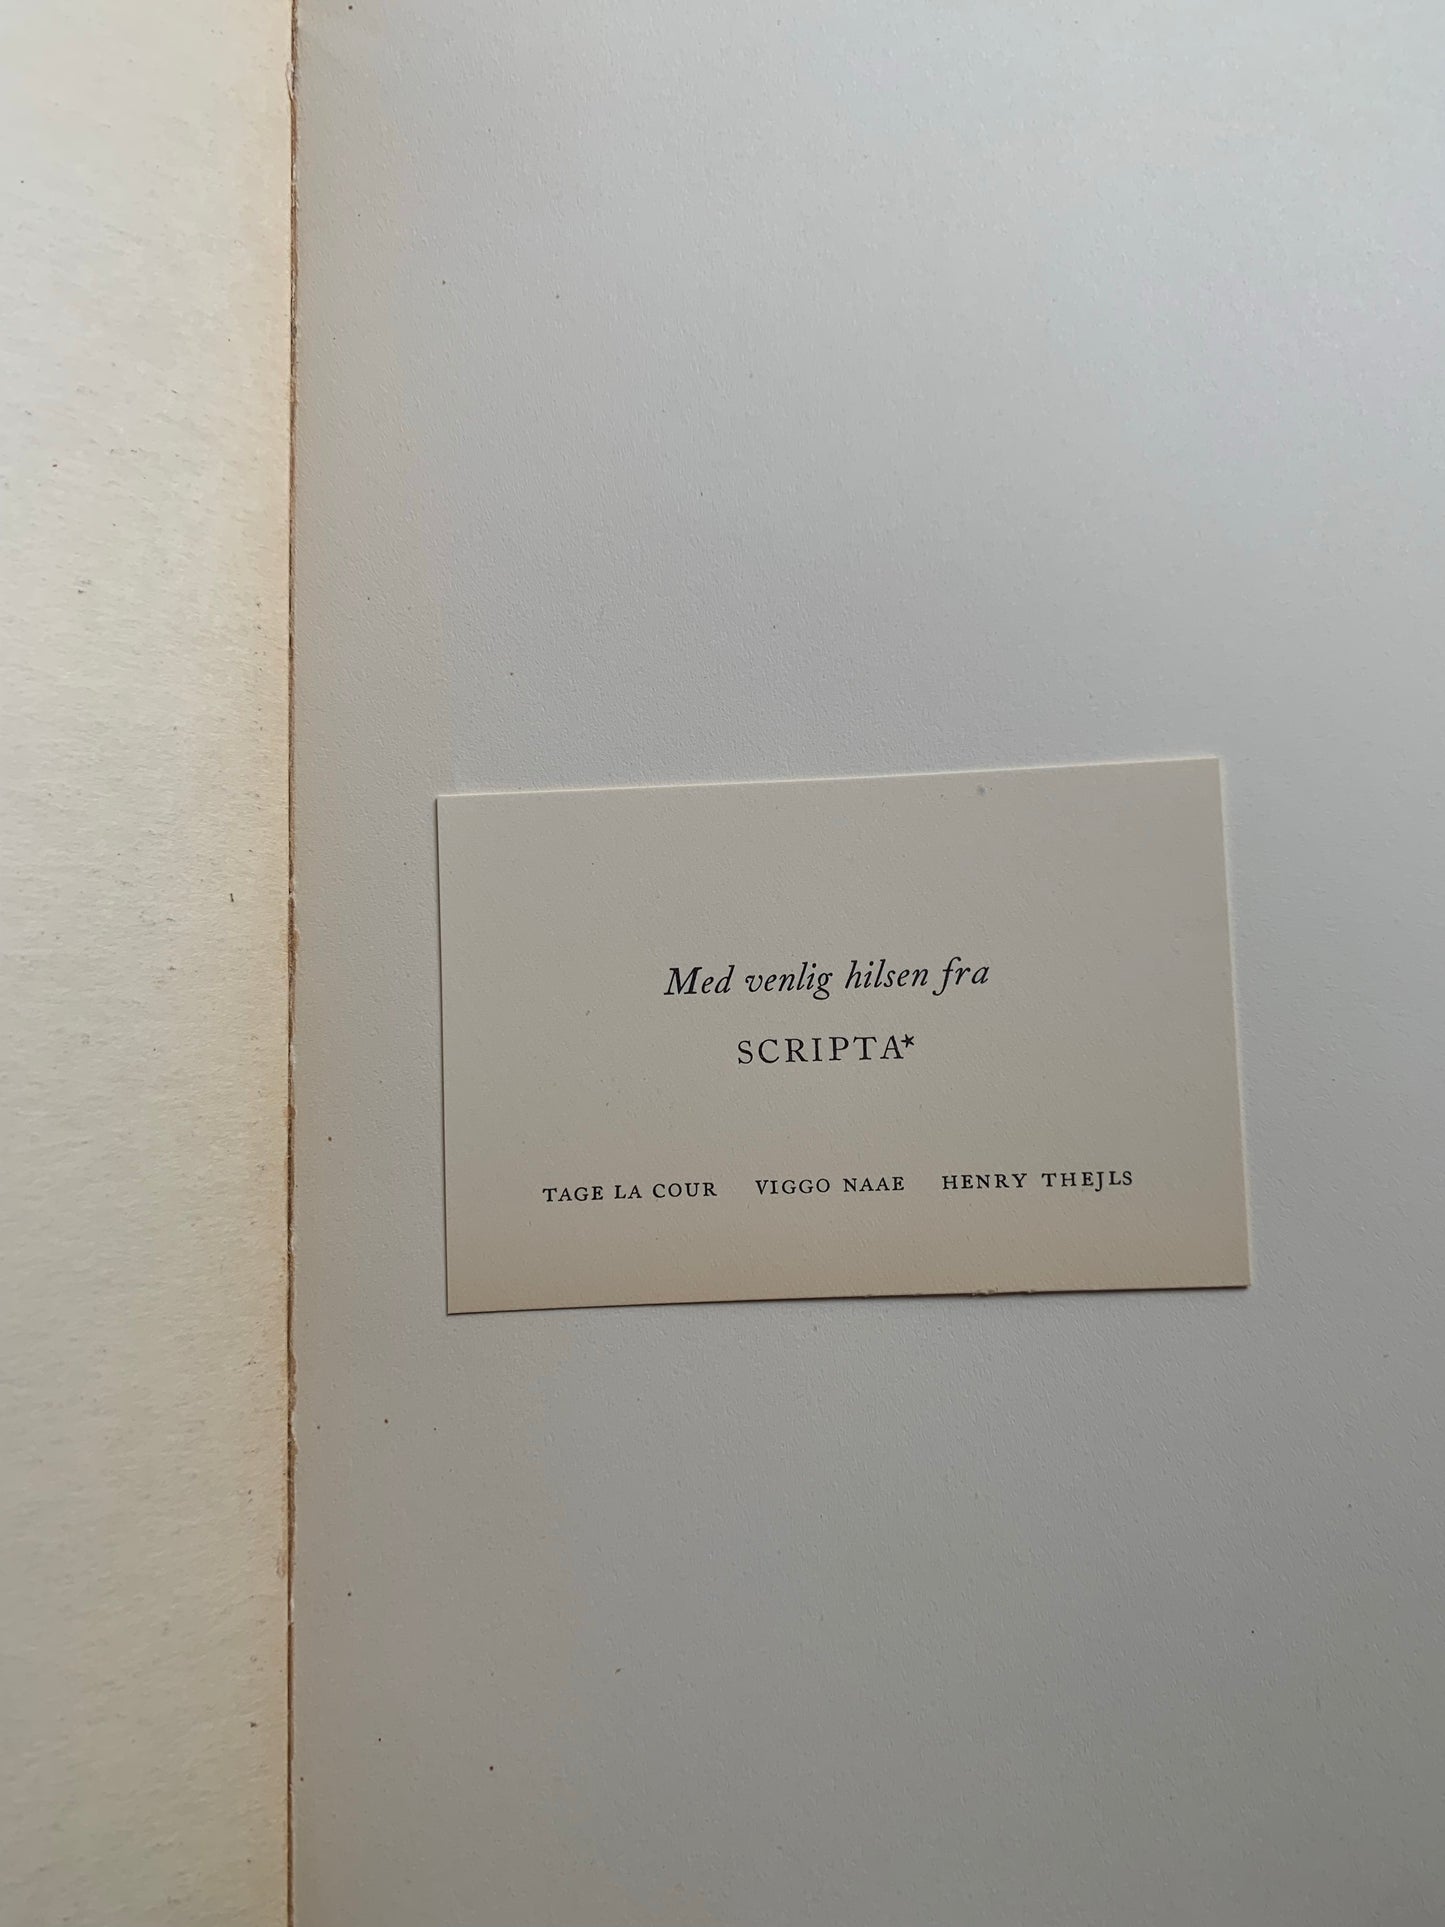 Med venlig hilsen fra
SCRIPTA*
TAGE LA COUR VIGGO NAAE HENRY THEJLS